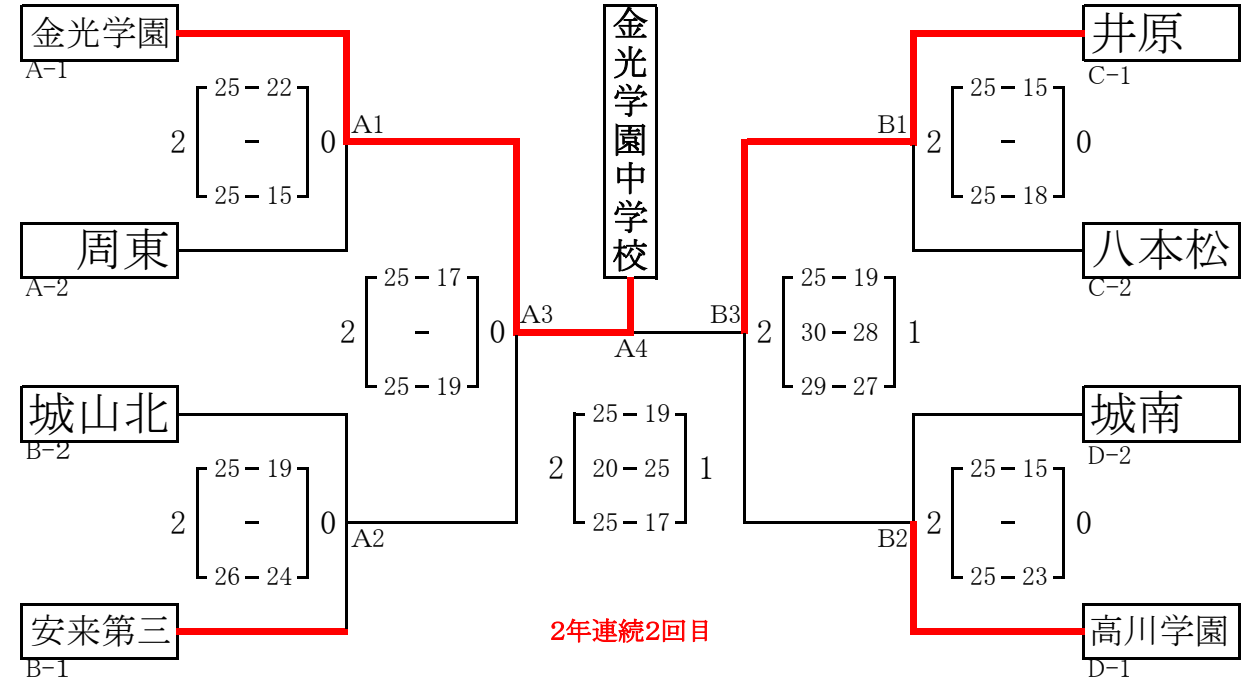 金光学園
A-1
25-22
2 - 0
25-15
A1
周東
A-2
25-17
2 - 0
25-19
A3
城山北
B-2
25-19
2 - 0
26-24
A2
安来第三
B-1
金光学園中学校
A4
25-19
2 20-25 1
25-17
2年連続2回目
井原
C-1
B1
25-15
2 - 0
25-18
八本松
C-2
B3
25-19
2 30-28 1
29-27
城南
D-2
B2
25-15
2 - 0
25-23
高川学園
D-1